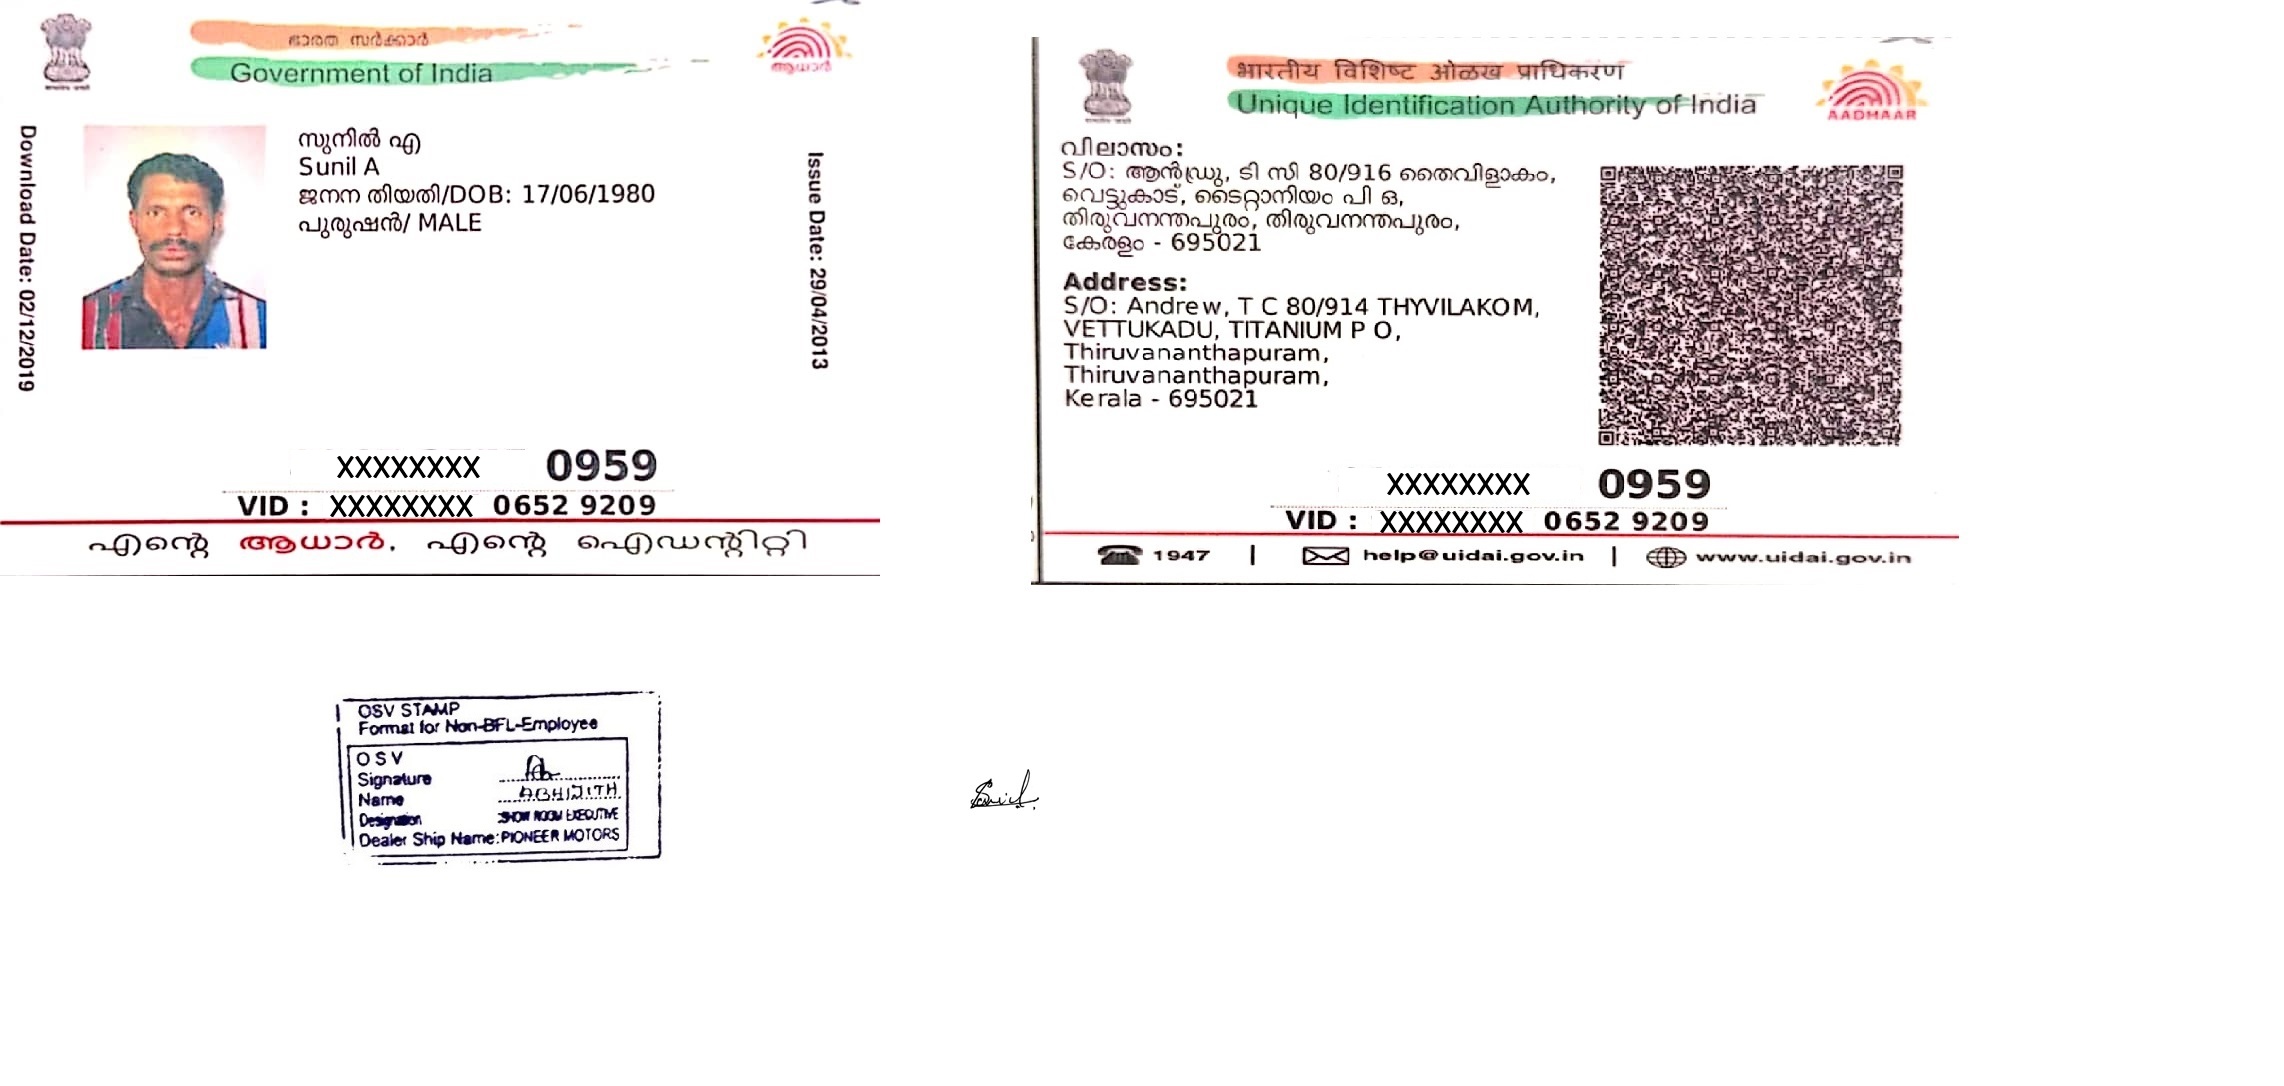 ഭാരത സർക്കാർ
Government of India
ആധാർ
Download Date: 02/12/2019
സുനിൽ എ
Sunil A
ജനന തിയതി/DOB: 17/06/1980
പുരുഷൻ/ MALE
Issue Date: 29/04/2013
XXXXXXXX 0959
VID : XXXXXXXX 0652 9209
എന്റെ ആധാർ, എന്റെ ഐഡന്റിറ്റി
भारतीय विशिष्ट ओळख प्राधिकरण
Unique Identification Authority of India
AADHAAR
വിലാസം:
S/O: ആൻഡ്രു, ടി സി 80/916 തൈവിളാകം,
വെട്ടുകാട്, ടൈറ്റാനിയം പി ഒ,
തിരുവനന്തപുരം, തിരുവനന്തപുരം,
കേരളം - 695021
Address:
S/O: Andrew, T C 80/914 THYVILAKOM,
VETTUKADU, TITANIUM P O,
Thiruvananthapuram,
Thiruvananthapuram,
Kerala - 695021
XXXXXXXX 0959
VID : XXXXXXXX 0652 9209
1947 | help@uidai.gov.in | www.uidai.gov.in
OSV STAMP
Format for Non-BFL-Employee
OSV
Signature
Name ABHIJITH
Designation SHOW ROOM EXECUTIVE
Dealer Ship Name: PIONEER MOTORS
Sunil